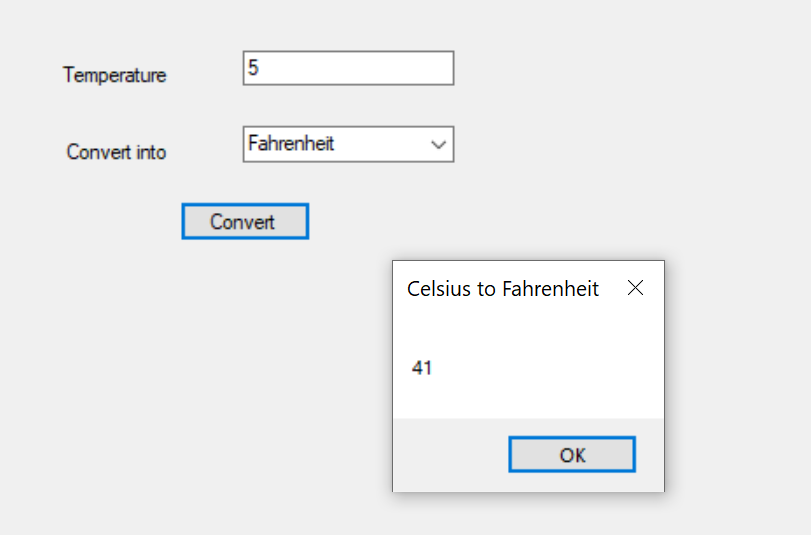 Temperature
5
Convert into
Fahrenheit
Convert
Celsius to Fahrenheit
41
OK